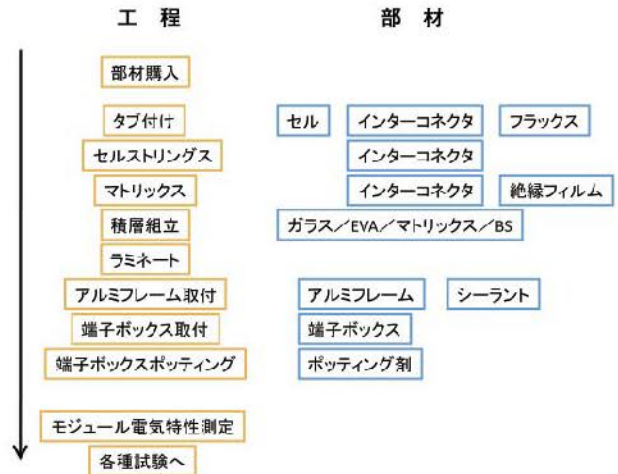 工 程 部 材
部材購入
タブ付け セル インターコネクタ フラックス
セルストリングス インターコネクタ
マトリックス インターコネクタ 絶縁フィルム
積層組立 ガラス／EVA／マトリックス／BS
ラミネート
アルミフレーム取付 アルミフレーム シーラント
端子ボックス取付 端子ボックス
端子ボックスポッティング ポッティング剤
モジュール電気特性測定
各種試験へ